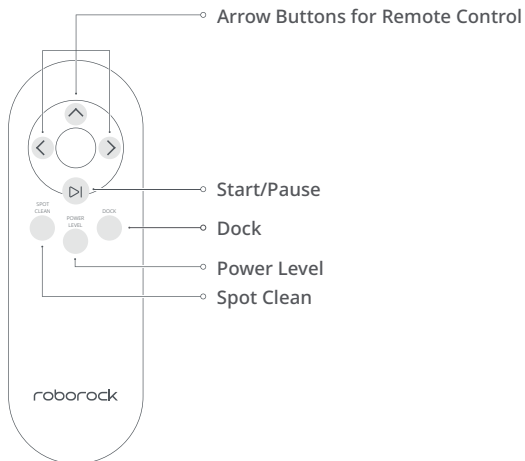 Arrow Buttons for Remote Control
Start/Pause
SPOT
CLEAN
POWER
LEVEL
DOCK
Dock
Power Level
Spot Clean
roborock